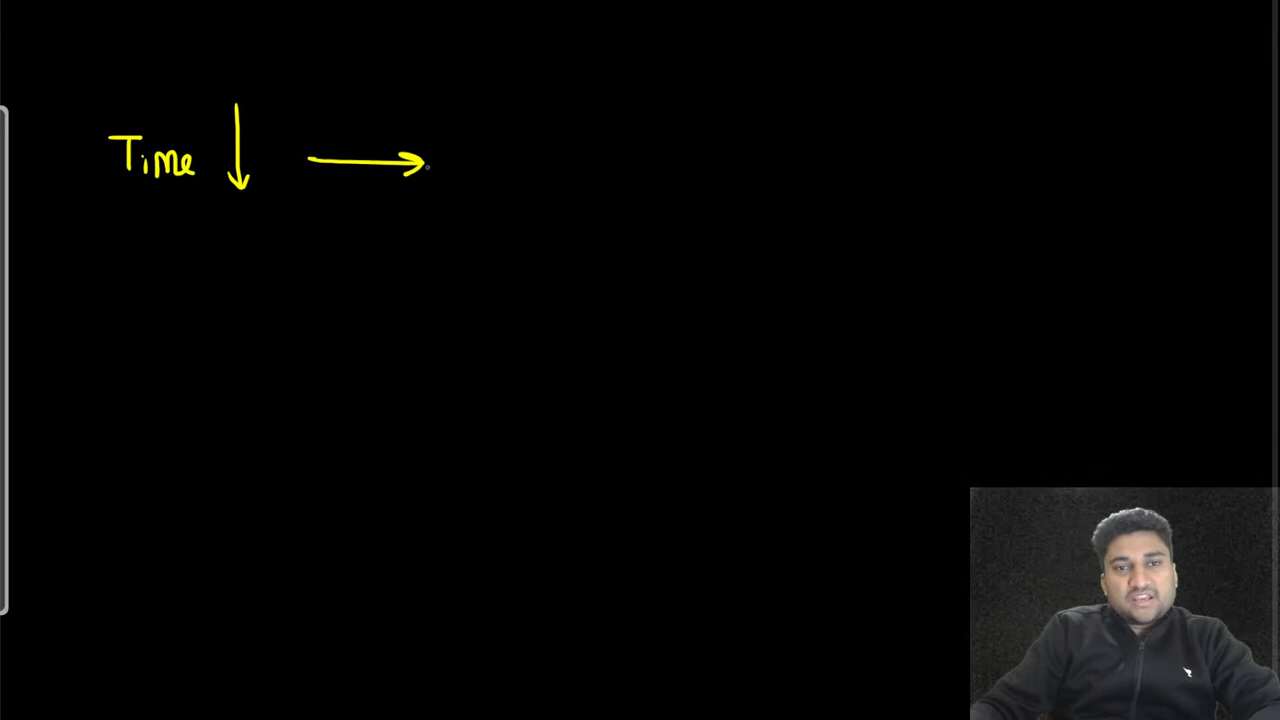 Time ↓ →